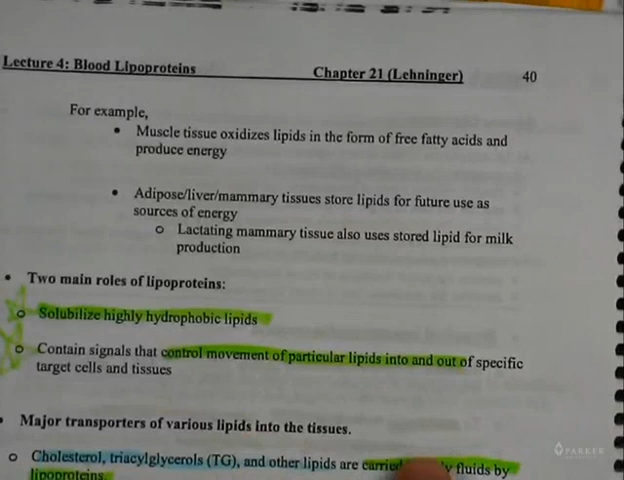 Lecture 4: Blood Lipoproteins Chapter 21 (Lehninger) 40
For example,
• Muscle tissue oxidizes lipids in the form of free fatty acids and
produce energy
• Adipose/liver/mammary tissues store lipids for future use as
sources of energy
o Lactating mammary tissue also uses stored lipid for milk
production
• Two main roles of lipoproteins:
o Solubilize highly hydrophobic lipids
o Contain signals that control movement of particular lipids into and out of specific
target cells and tissues
• Major transporters of various lipids into the tissues.
o Cholesterol, triacylglycerols (TG), and other lipids are carried fluids by
lipoproteins.
PARKER